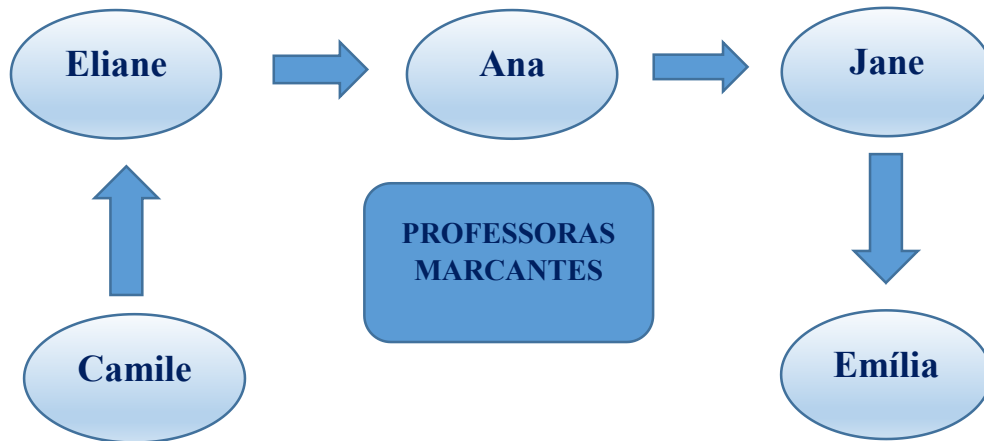 Eliane
Ana
Jane
PROFESSORAS
MARCANTES
Camile
Emília